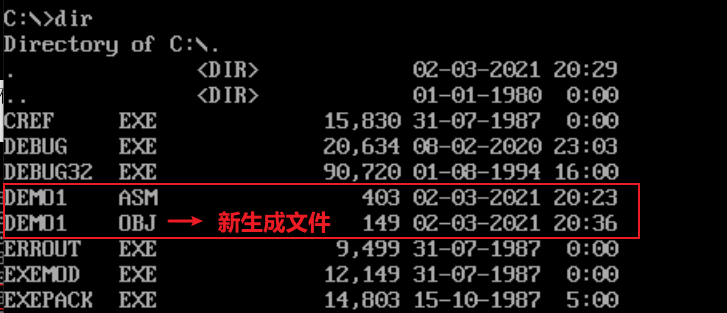 C:\>dir
Directory of C:\.
. <DIR> 02-03-2021 20:29
.. <DIR> 01-01-1980 0:00
CREF EXE 15,830 31-07-1987 0:00
DEBUG EXE 20,634 08-02-2020 23:03
DEBUG32 EXE 90,720 01-08-1994 16:00
DEMO1 ASM 403 02-03-2021 20:23
DEMO1 OBJ 新生成文件 149 02-03-2021 20:36
ERROUT EXE 9,499 31-07-1987 0:00
EXEMOD EXE 12,149 31-07-1987 0:00
EXEPACK EXE 14,803 15-10-1987 5:00